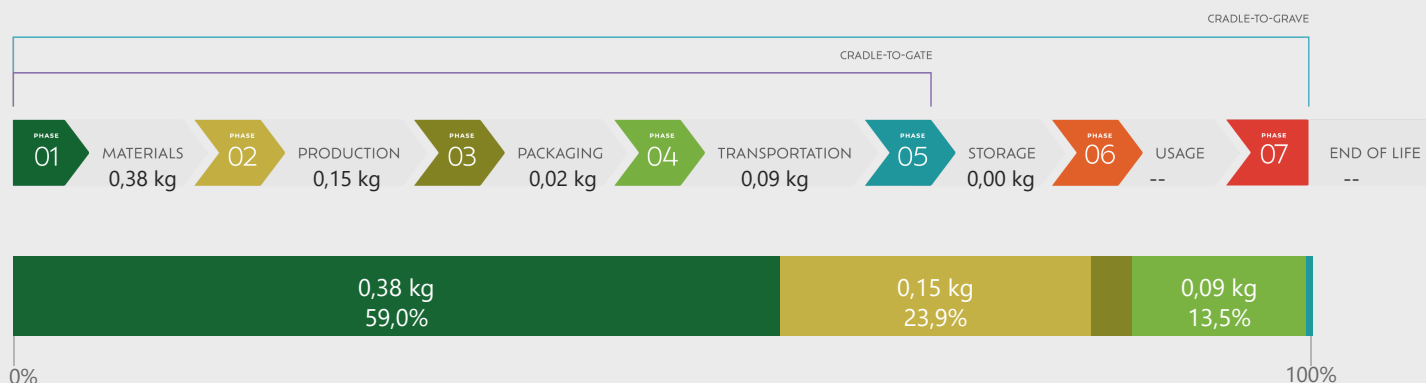 CRADLE-TO-GRAVE
CRADLE-TO-GATE
PHASE
01
MATERIALS
0,38 kg
PHASE
02
PRODUCTION
0,15 kg
PHASE
03
PACKAGING
0,02 kg
PHASE
04
TRANSPORTATION
0,09 kg
PHASE
05
STORAGE
0,00 kg
PHASE
06
USAGE
--
PHASE
07
END OF LIFE
--
0,38 kg
59,0%
0,15 kg
23,9%
0,09 kg
13,5%
0%
100%